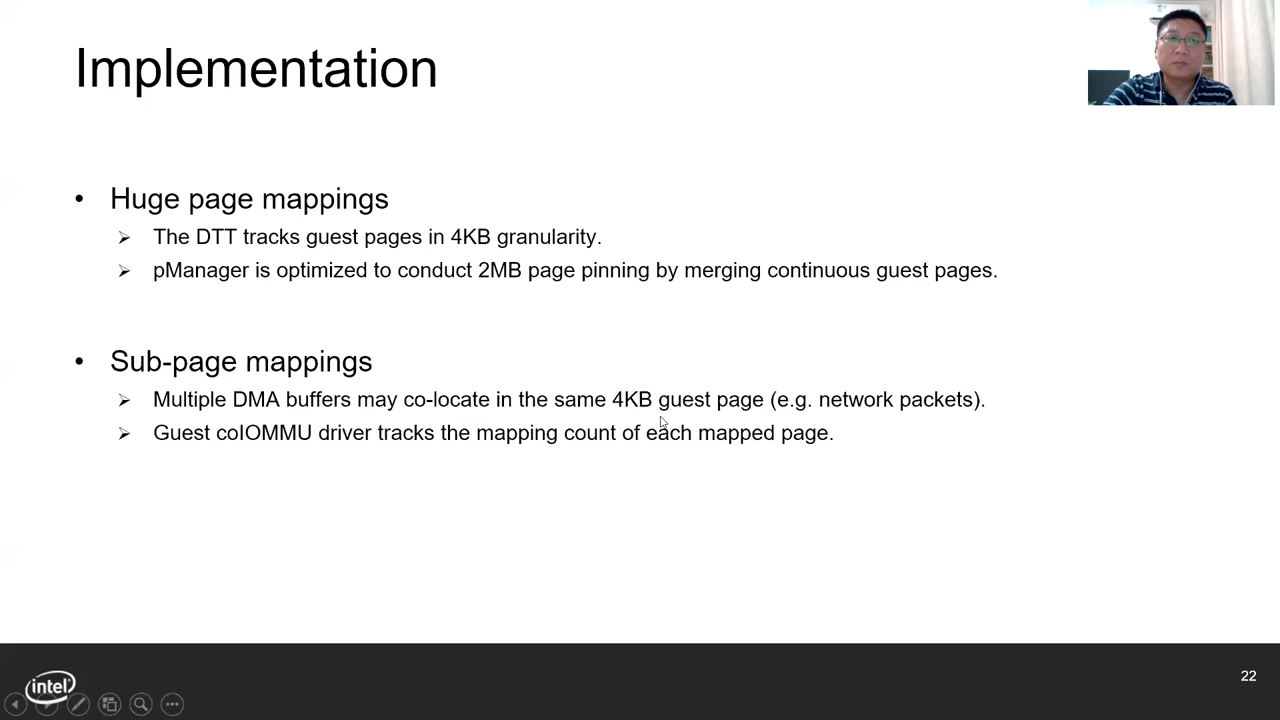 Implementation
• Huge page mappings
➢ The DTT tracks guest pages in 4KB granularity.
➢ pManager is optimized to conduct 2MB page pinning by merging continuous guest pages.
• Sub-page mappings
➢ Multiple DMA buffers may co-locate in the same 4KB guest page (e.g. network packets).
➢ Guest coIOMMU driver tracks the mapping count of each mapped page.
intel
22